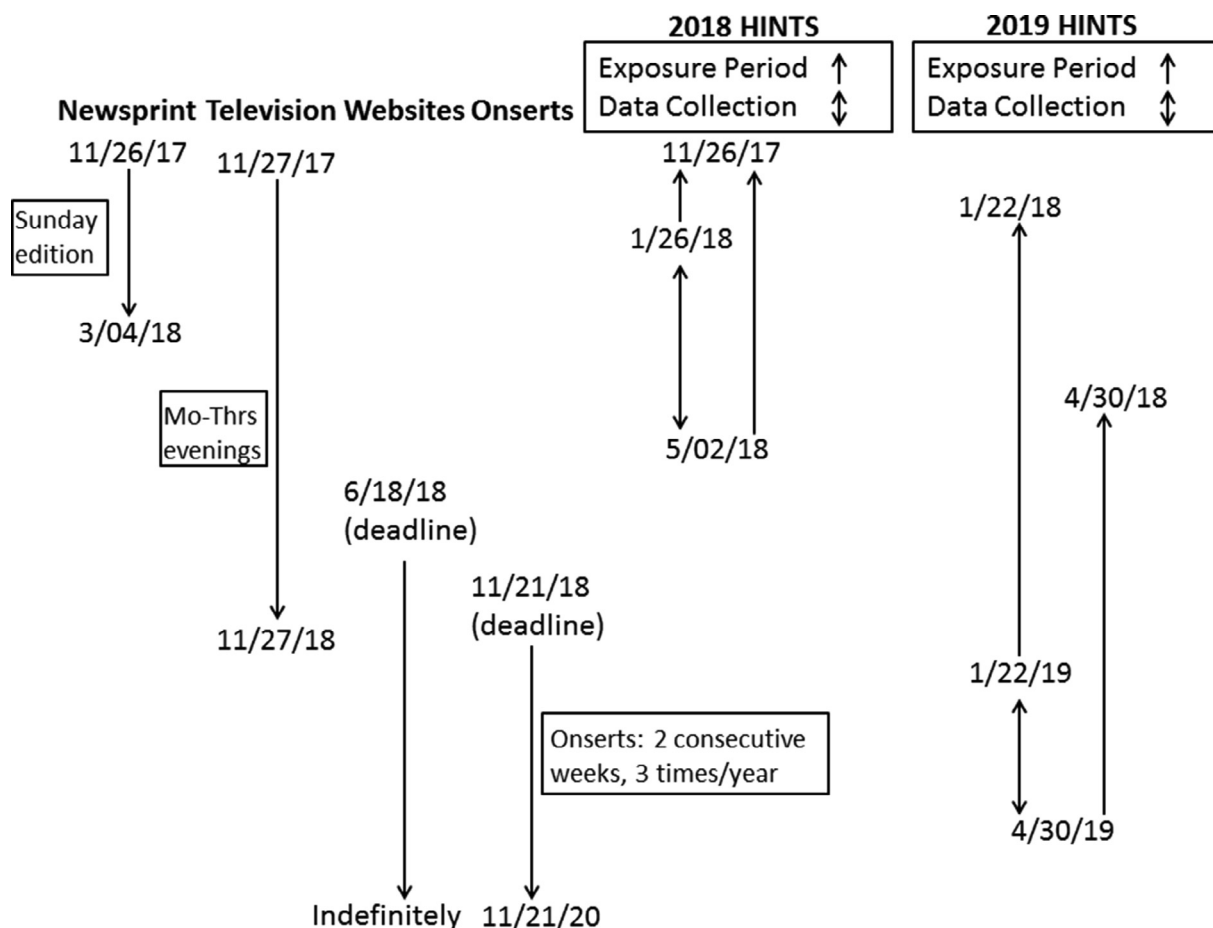 2018 HINTS
2019 HINTS
Exposure Period ↑
Data Collection ↕
Exposure Period ↑
Data Collection ↕
Newsprint Television Websites Onserts
11/26/17
11/27/17
11/26/17
Sunday
edition
1/26/18
1/22/18
3/04/18
Mo-Thrs
evenings
5/02/18
4/30/18
6/18/18
(deadline)
11/21/18
(deadline)
11/27/18
1/22/19
Onserts: 2 consecutive
weeks, 3 times/year
4/30/19
Indefinitely
11/21/20